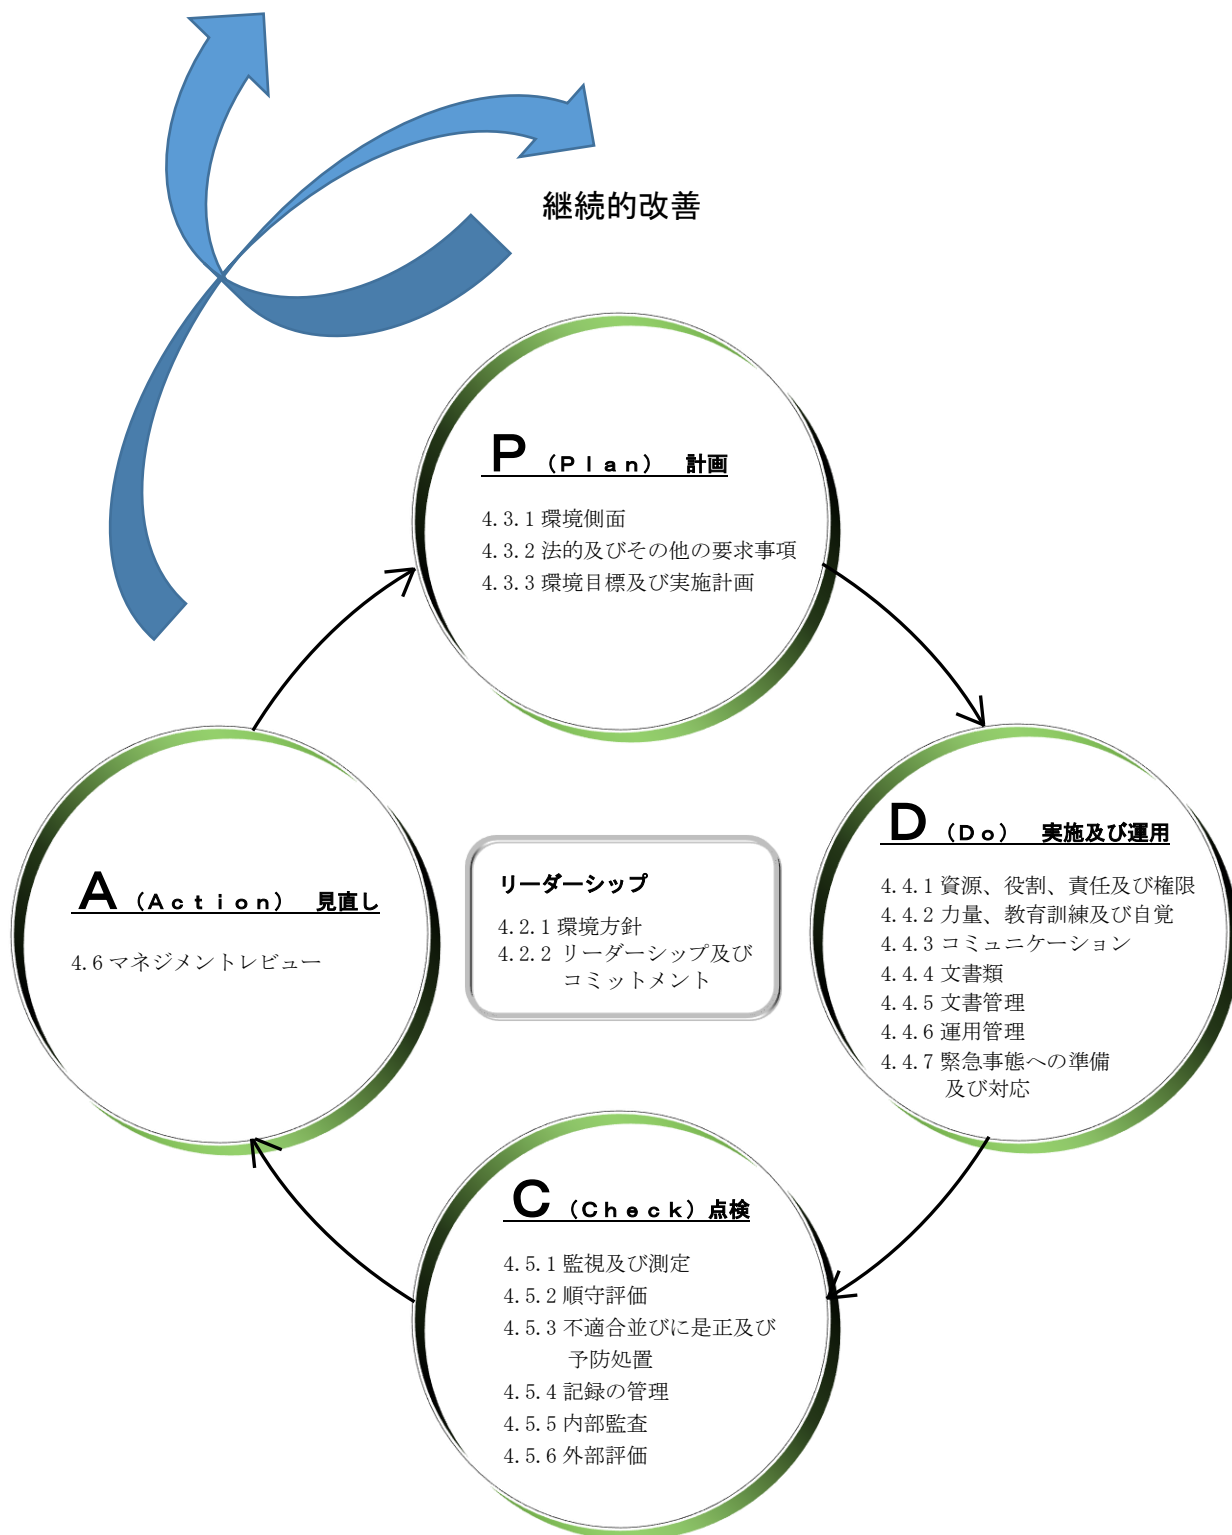 継続的改善
P （Plan）　計画
4.3.1 環境側面
4.3.2 法的及びその他の要求事項
4.3.3 環境目標及び実施計画
D （Do）　実施及び運用
4.4.1 資源、役割、責任及び権限
4.4.2 力量、教育訓練及び自覚
4.4.3 コミュニケーション
4.4.4 文書類
4.4.5 文書管理
4.4.6 運用管理
4.4.7 緊急事態への準備
及び対応
A （Action）　見直し
4.6 マネジメントレビュー
リーダーシップ
4.2.1 環境方針
4.2.2 リーダーシップ及び
コミットメント
C （Check）点検
4.5.1 監視及び測定
4.5.2 順守評価
4.5.3 不適合並びに是正及び
予防処置
4.5.4 記録の管理
4.5.5 内部監査
4.5.6 外部評価